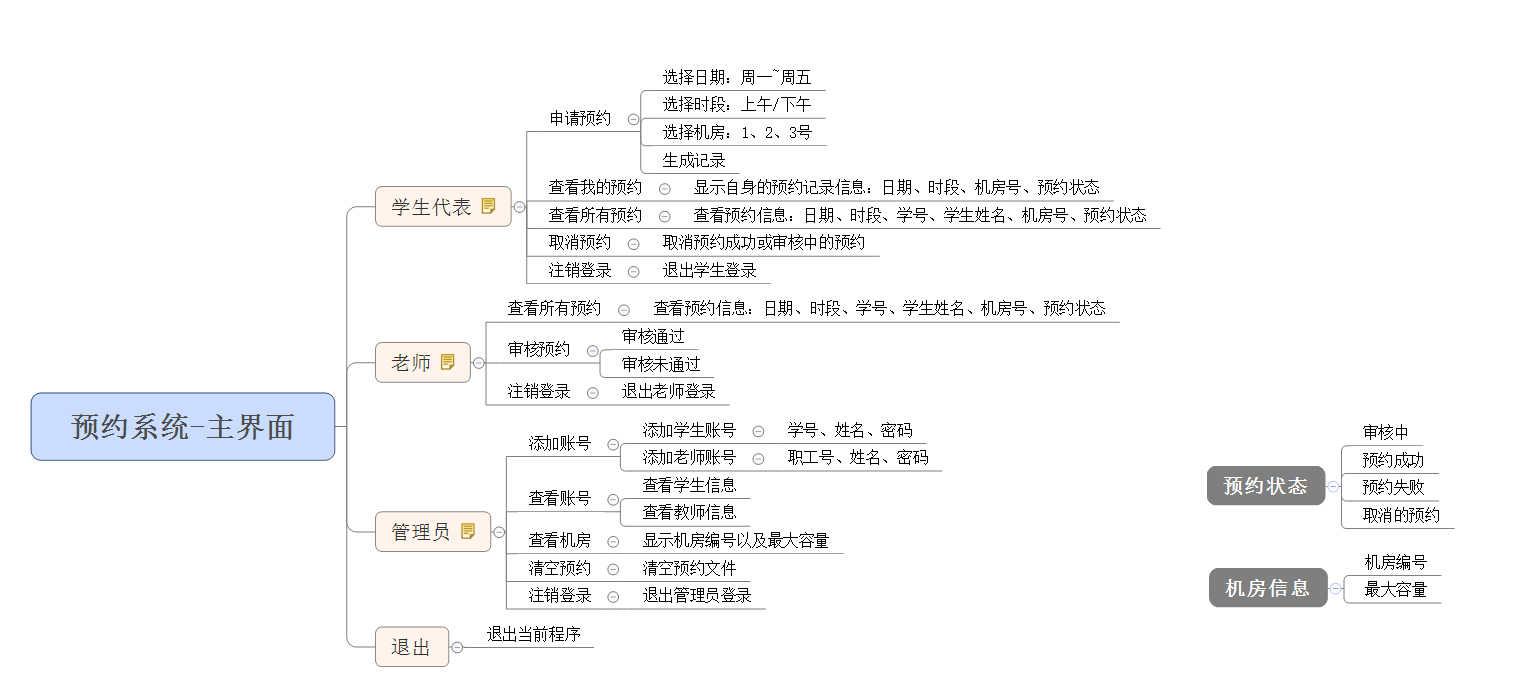 预约系统-主界面
学生代表
申请预约
选择日期：周一~周五
选择时段：上午/下午
选择机房：1、2、3号
生成记录
查看我的预约
显示自身的预约记录信息：日期、时段、机房号、预约状态
查看所有预约
查看预约信息：日期、时段、学号、学生姓名、机房号、预约状态
取消预约
取消预约成功或审核中的预约
注销登录
退出学生登录
老师
查看所有预约
查看预约信息：日期、时段、学号、学生姓名、机房号、预约状态
审核预约
审核通过
审核未通过
注销登录
退出老师登录
管理员
添加账号
添加学生账号
学号、姓名、密码
添加老师账号
职工号、姓名、密码
查看账号
查看学生信息
查看教师信息
查看机房
显示机房编号以及最大容量
清空预约
清空预约文件
注销登录
退出管理员登录
退出
退出当前程序
预约状态
审核中
预约成功
预约失败
取消的预约
机房信息
机房编号
最大容量